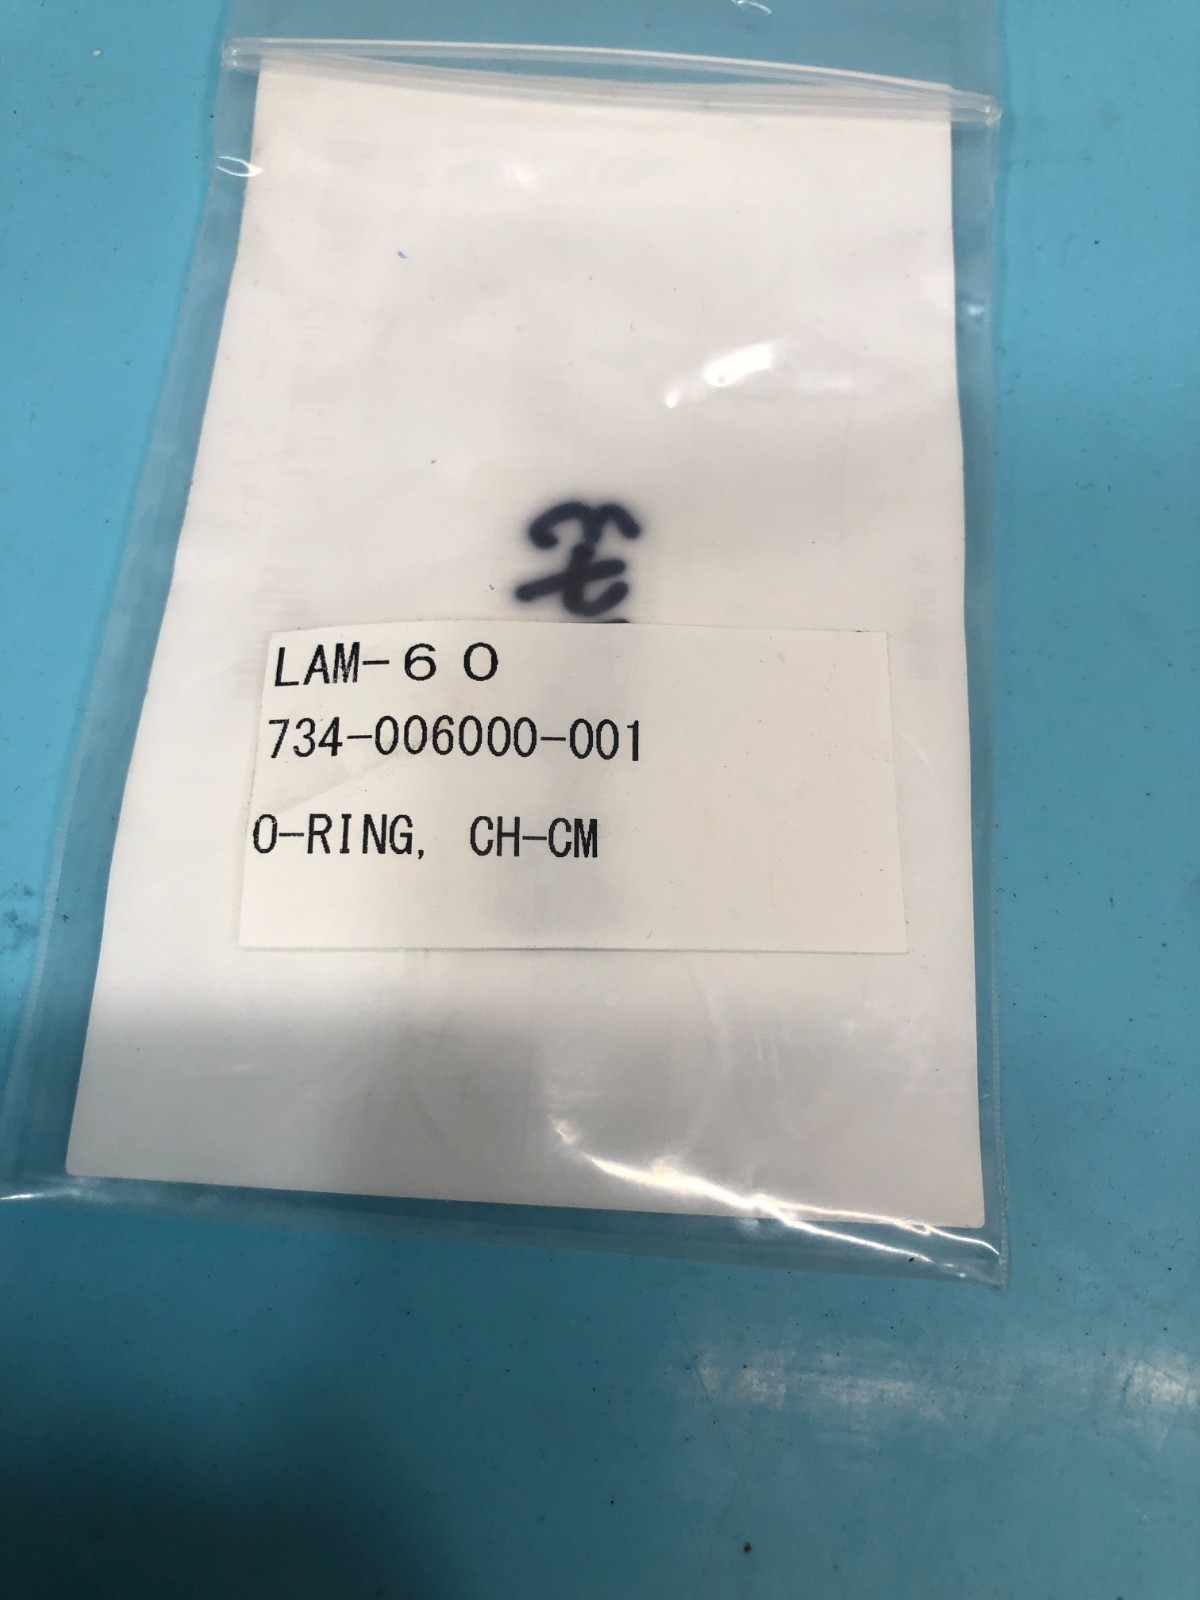 LAM-６０
734-006000-001
O-RING, CH-CM